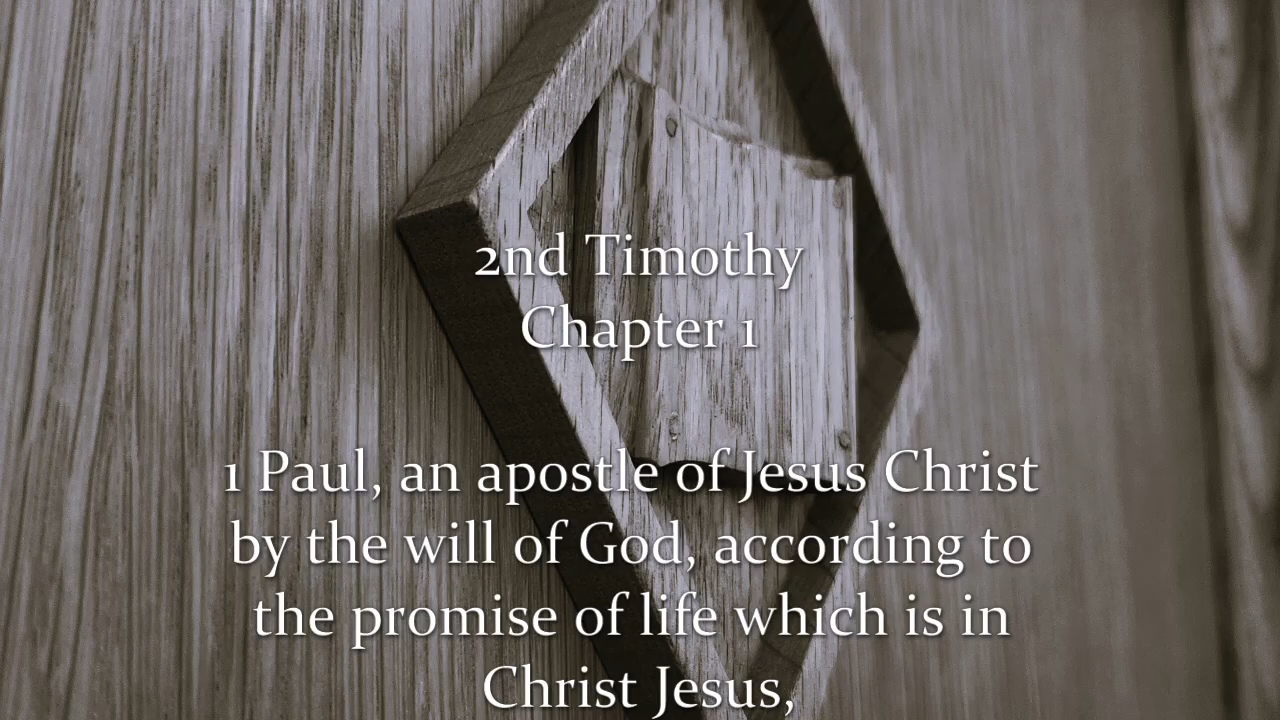 2nd Timothy
Chapter 1
1 Paul, an apostle of Jesus Christ
by the will of God, according to
the promise of life which is in
Christ Jesus,